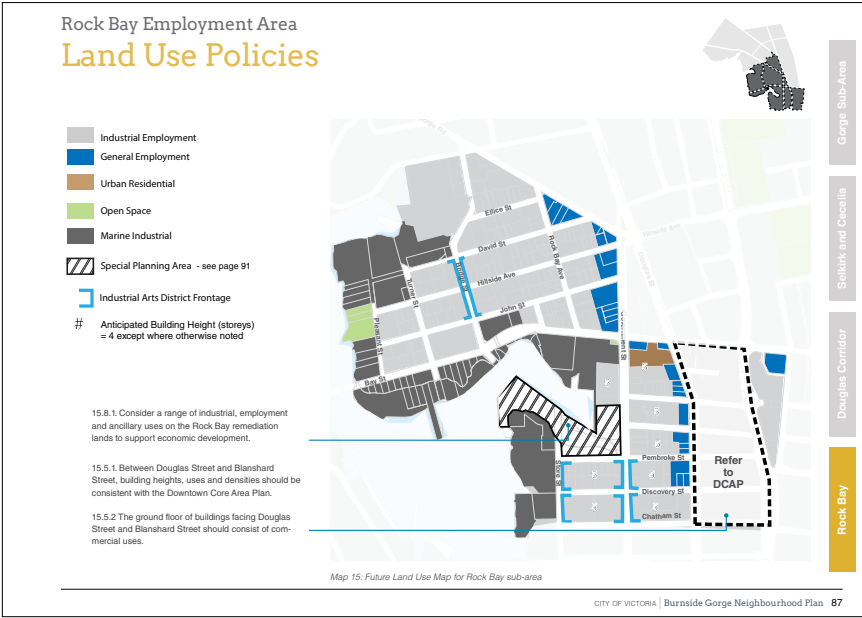 Rock Bay Employment Area
Land Use Policies
Industrial Employment
General Employment
Urban Residential
Open Space
Marine Industrial
Special Planning Area - see page 91
Industrial Arts District Frontage
# Anticipated Building Height (storeys)
= 4 except where otherwise noted
15.8.1. Consider a range of industrial, employment
and ancillary uses on the Rock Bay remediation
lands to support economic development.
15.5.1. Between Douglas Street and Blanshard
Street, building heights, uses and densities should be
consistent with the Downtown Core Area Plan.
15.5.2 The ground floor of buildings facing Douglas
Street and Blanshard Street should consist of com-
mercial uses.
Ellice St
David St
Bridge St
Rock Bay Ave
Hillside Ave
Hillside Ave
Turner St
John St
Douglas St
Pleasant St
Government St
Bay St
Pembroke St
Store St
Discovery St
Chatham St
Refer
to
DCAP
Map 15: Future Land Use Map for Rock Bay sub-area
Gorge Sub-Area
Selkirk and Cecelia
Douglas Corridor
Rock Bay
CITY OF VICTORIA | Burnside Gorge Neighbourhood Plan 87